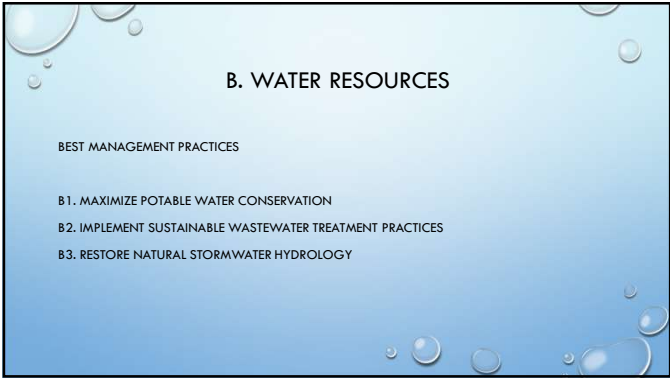 B. WATER RESOURCES
BEST MANAGEMENT PRACTICES
B1. MAXIMIZE POTABLE WATER CONSERVATION
B2. IMPLEMENT SUSTAINABLE WASTEWATER TREATMENT PRACTICES
B3. RESTORE NATURAL STORMWATER HYDROLOGY